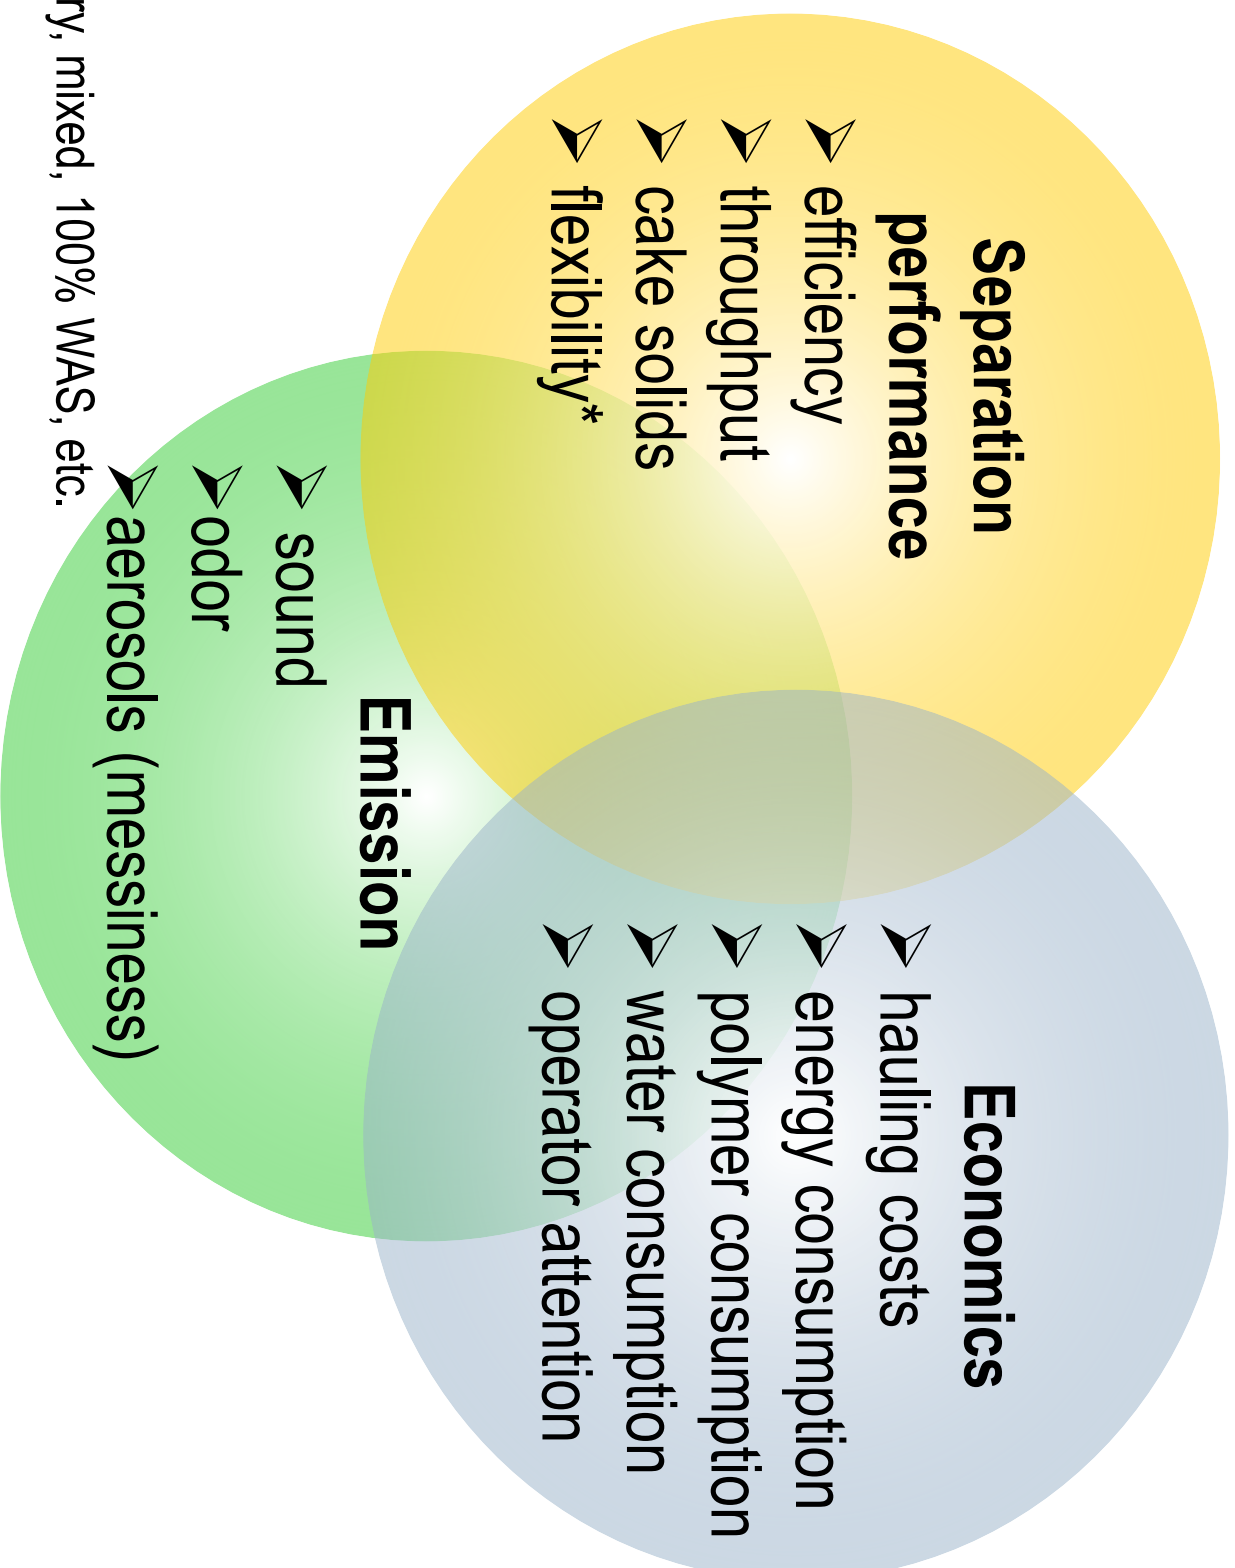 Separation
performance
efficiency
throughput
cake solids
flexibility*
Economics
hauling costs
energy consumption
polymer consumption
water consumption
operator attention
Emission
sound
odor
aerosols (messiness)
mixed, 100% WAS, etc.